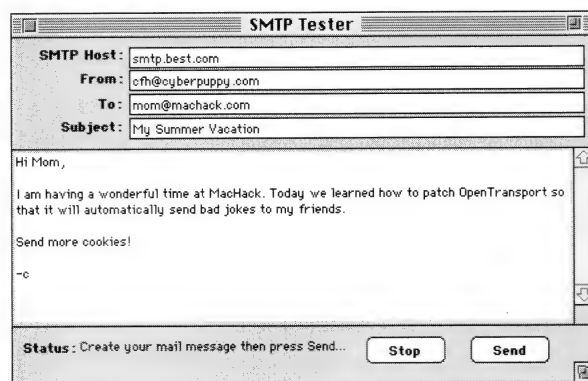 SMTP Tester
SMTP Host: smtp.best.com
From: cfh@cyberpuppy.com
To: mom@machack.com
Subject: My Summer Vacation
Hi Mom,
I am having a wonderful time at MacHack. Today we learned how to patch OpenTransport so
that it will automatically send bad jokes to my friends.
Send more cookies!
-c
Status: Create your mail message then press Send... Stop Send